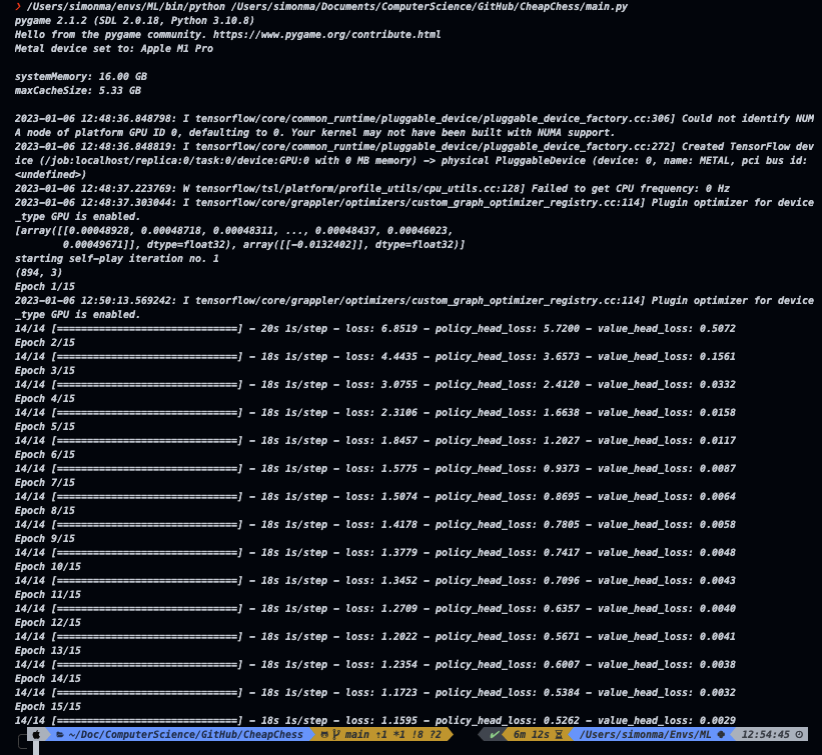 ❯ /Users/simonma/envs/ML/bin/python /Users/simonma/Documents/ComputerScience/GitHub/CheapChess/main.py
pygame 2.1.2 (SDL 2.0.18, Python 3.10.8)
Hello from the pygame community. https://www.pygame.org/contribute.html
Metal device set to: Apple M1 Pro
systemMemory: 16.00 GB
maxCacheSize: 5.33 GB
2023-01-06 12:48:36.848798: I tensorflow/core/common_runtime/pluggable_device/pluggable_device_factory.cc:306] Could not identify NUM
A node of platform GPU ID 0, defaulting to 0. Your kernel may not have been built with NUMA support.
2023-01-06 12:48:36.848819: I tensorflow/core/common_runtime/pluggable_device/pluggable_device_factory.cc:272] Created TensorFlow dev
ice (/job:localhost/replica:0/task:0/device:GPU:0 with 0 MB memory) -> physical PluggableDevice (device: 0, name: METAL, pci bus id:
<undefined>)
2023-01-06 12:48:37.223769: W tensorflow/tsl/platform/profile_utils/cpu_utils.cc:128] Failed to get CPU frequency: 0 Hz
2023-01-06 12:48:37.303044: I tensorflow/core/grappler/optimizers/custom_graph_optimizer_registry.cc:114] Plugin optimizer for device
_type GPU is enabled.
[array([[0.00048928, 0.00048718, 0.00048311, ..., 0.00048437, 0.00046023,
0.00049671]], dtype=float32), array([[-0.0132402]], dtype=float32)]
starting self-play iteration no. 1
(894, 3)
Epoch 1/15
2023-01-06 12:50:13.569242: I tensorflow/core/grappler/optimizers/custom_graph_optimizer_registry.cc:114] Plugin optimizer for device
_type GPU is enabled.
14/14 [==============================] - 20s 1s/step - loss: 6.8519 - policy_head_loss: 5.7200 - value_head_loss: 0.5072
Epoch 2/15
14/14 [==============================] - 18s 1s/step - loss: 4.4435 - policy_head_loss: 3.6573 - value_head_loss: 0.1561
Epoch 3/15
14/14 [==============================] - 18s 1s/step - loss: 3.0755 - policy_head_loss: 2.4120 - value_head_loss: 0.0332
Epoch 4/15
14/14 [==============================] - 18s 1s/step - loss: 2.3106 - policy_head_loss: 1.6638 - value_head_loss: 0.0158
Epoch 5/15
14/14 [==============================] - 18s 1s/step - loss: 1.8457 - policy_head_loss: 1.2027 - value_head_loss: 0.0117
Epoch 6/15
14/14 [==============================] - 18s 1s/step - loss: 1.5775 - policy_head_loss: 0.9373 - value_head_loss: 0.0087
Epoch 7/15
14/14 [==============================] - 18s 1s/step - loss: 1.5074 - policy_head_loss: 0.8695 - value_head_loss: 0.0064
Epoch 8/15
14/14 [==============================] - 18s 1s/step - loss: 1.4178 - policy_head_loss: 0.7805 - value_head_loss: 0.0058
Epoch 9/15
14/14 [==============================] - 18s 1s/step - loss: 1.3779 - policy_head_loss: 0.7417 - value_head_loss: 0.0048
Epoch 10/15
14/14 [==============================] - 18s 1s/step - loss: 1.3452 - policy_head_loss: 0.7096 - value_head_loss: 0.0043
Epoch 11/15
14/14 [==============================] - 18s 1s/step - loss: 1.2709 - policy_head_loss: 0.6357 - value_head_loss: 0.0040
Epoch 12/15
14/14 [==============================] - 18s 1s/step - loss: 1.2022 - policy_head_loss: 0.5671 - value_head_loss: 0.0041
Epoch 13/15
14/14 [==============================] - 18s 1s/step - loss: 1.2354 - policy_head_loss: 0.6007 - value_head_loss: 0.0038
Epoch 14/15
14/14 [==============================] - 18s 1s/step - loss: 1.1723 - policy_head_loss: 0.5384 - value_head_loss: 0.0032
Epoch 15/15
14/14 [==============================] - 18s 1s/step - loss: 1.1595 - policy_head_loss: 0.5262 - value_head_loss: 0.0029
~/Doc/ComputerScience/GitHub/CheapChess main ↑1 *1 !8 ?2 ✔ 6m 12s /Users/simonma/Envs/ML 12:54:45